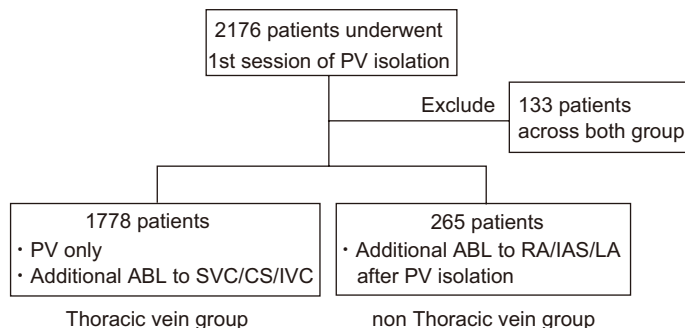 2176 patients underwent
1st session of PV isolation
Exclude
133 patients
across both group
1778 patients
・PV only
・Additional ABL to SVC/CS/IVC
Thoracic vein group
265 patients
・Additional ABL to RA/IAS/LA
after PV isolation
non Thoracic vein group